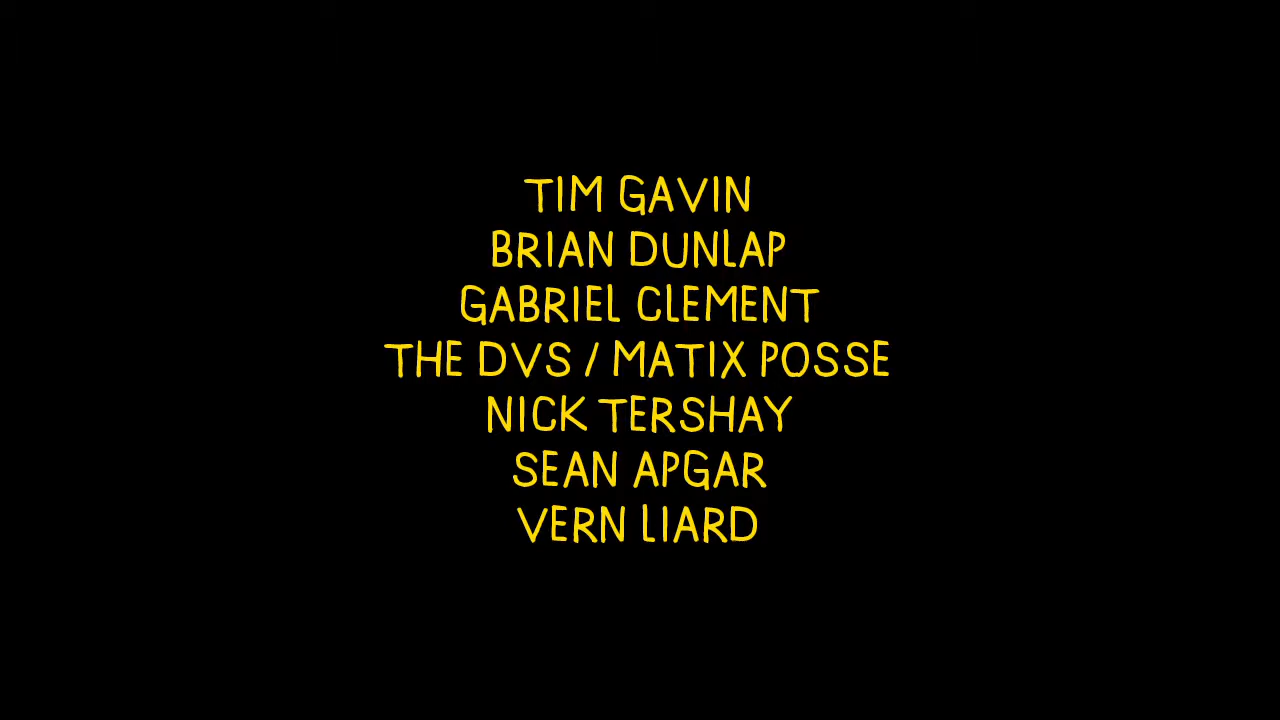 TIM GAVIN
BRIAN DUNLAP
GABRIEL CLEMENT
THE DVS / MATIX POSSE
NICK TERSHAY
SEAN APGAR
VERN LIARD